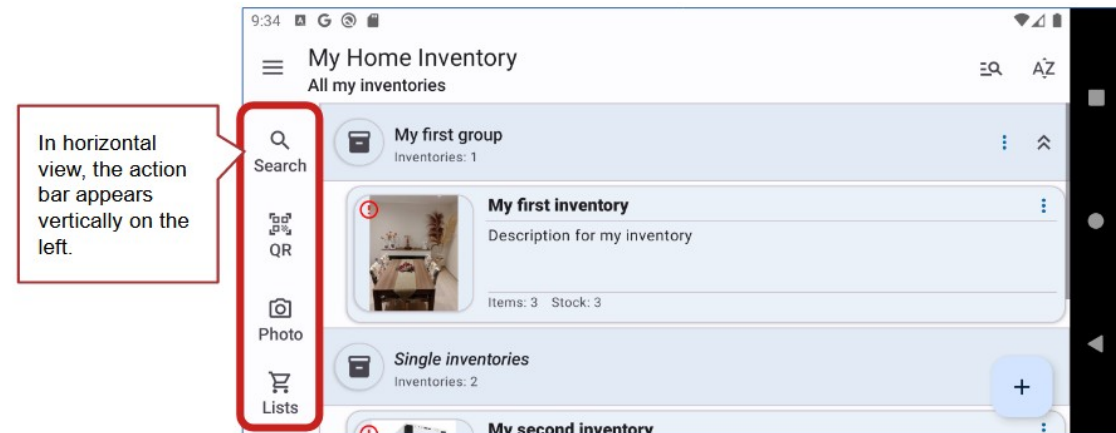 9:34
My Home Inventory
All my inventories
AZ
In horizontal
view, the action
bar appears
vertically on the
left.
Search
QR
Photo
Lists
My first group
Inventories: 1
My first inventory
Description for my inventory
Items: 3 Stock: 3
Single inventories
Inventories: 2
My second inventory